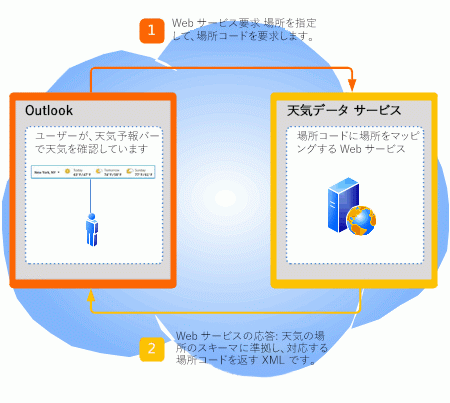 1
Web サービス要求 場所を指定
して、場所コードを要求します。
Outlook
ユーザーが、天気予報バー
で天気を確認しています
New York, NY
Today
Tomorrow
Sunday
天気データ サービス
場所コードに場所をマッピ
ングする Web サービス
2
Web サービスの応答: 天気の場
所のスキーマに準拠し、対応する
場所コードを返す XML です。